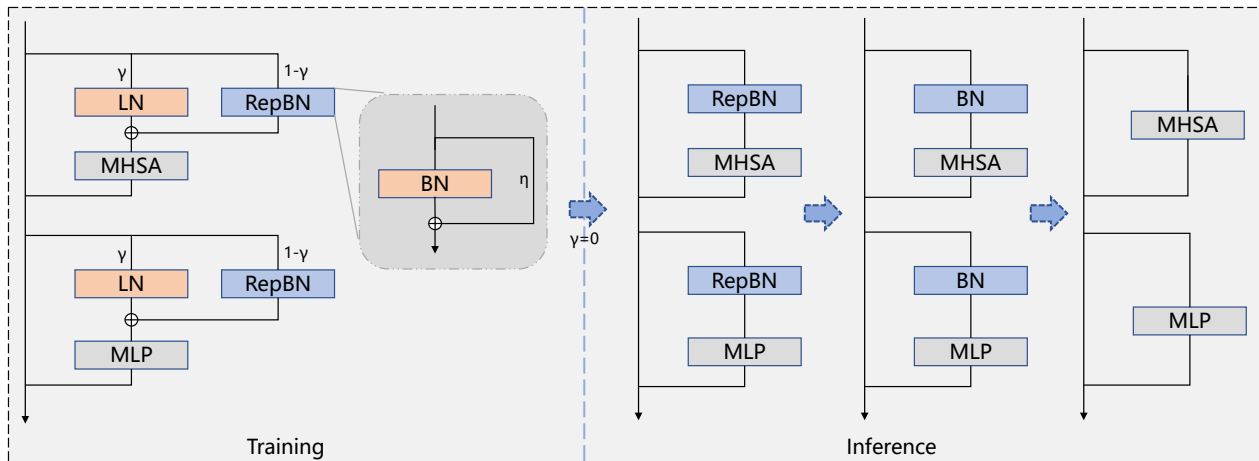 γ
1-γ
LN
RepBN
MHSA
BN
η
γ
1-γ
LN
RepBN
MLP
Training
γ=0
RepBN
MHSA
RepBN
MLP
BN
MHSA
BN
MLP
MHSA
MLP
Inference